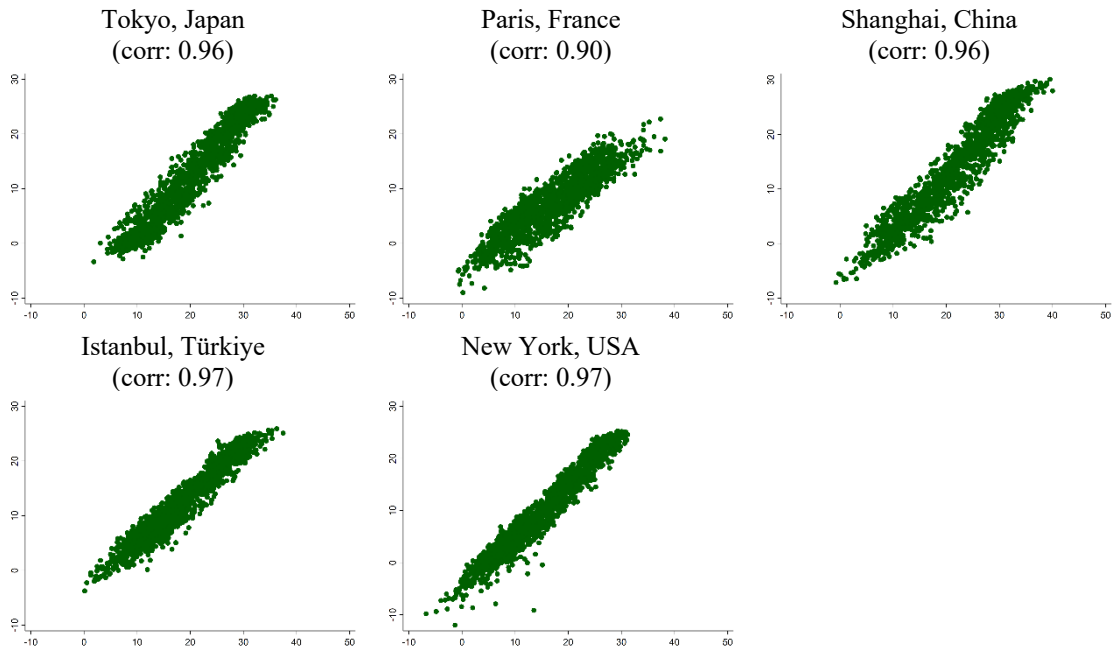 Tokyo, Japan
(corr: 0.96)
30
20
10
0
-10
-10 0 10 20 30 40 50
Paris, France
(corr: 0.90)
30
20
10
0
-10
-10 0 10 20 30 40 50
Shanghai, China
(corr: 0.96)
30
20
10
0
-10
-10 0 10 20 30 40 50
Istanbul, Türkiye
(corr: 0.97)
30
20
10
0
-10
-10 0 10 20 30 40 50
New York, USA
(corr: 0.97)
30
20
10
0
-10
-10 0 10 20 30 40 50